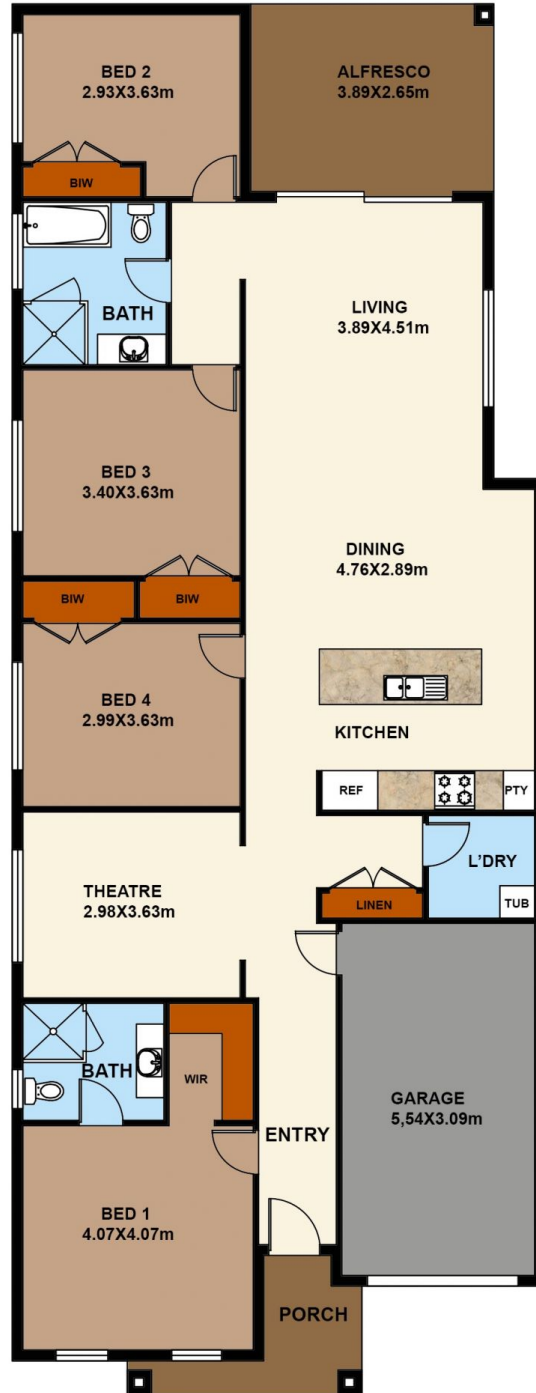 BED 2
2.93X3.63m
ALFRESCO
3.89X2.65m
BIW
BATH
LIVING
3.89X4.51m
BED 3
3.40X3.63m
DINING
4.76X2.89m
BIW
BIW
BED 4
2.99X3.63m
KITCHEN
REF
PTY
THEATRE
2.98X3.63m
L'DRY
LINEN
TUB
BATH
WIR
GARAGE
5,54X3.09m
ENTRY
BED 1
4.07X4.07m
PORCH